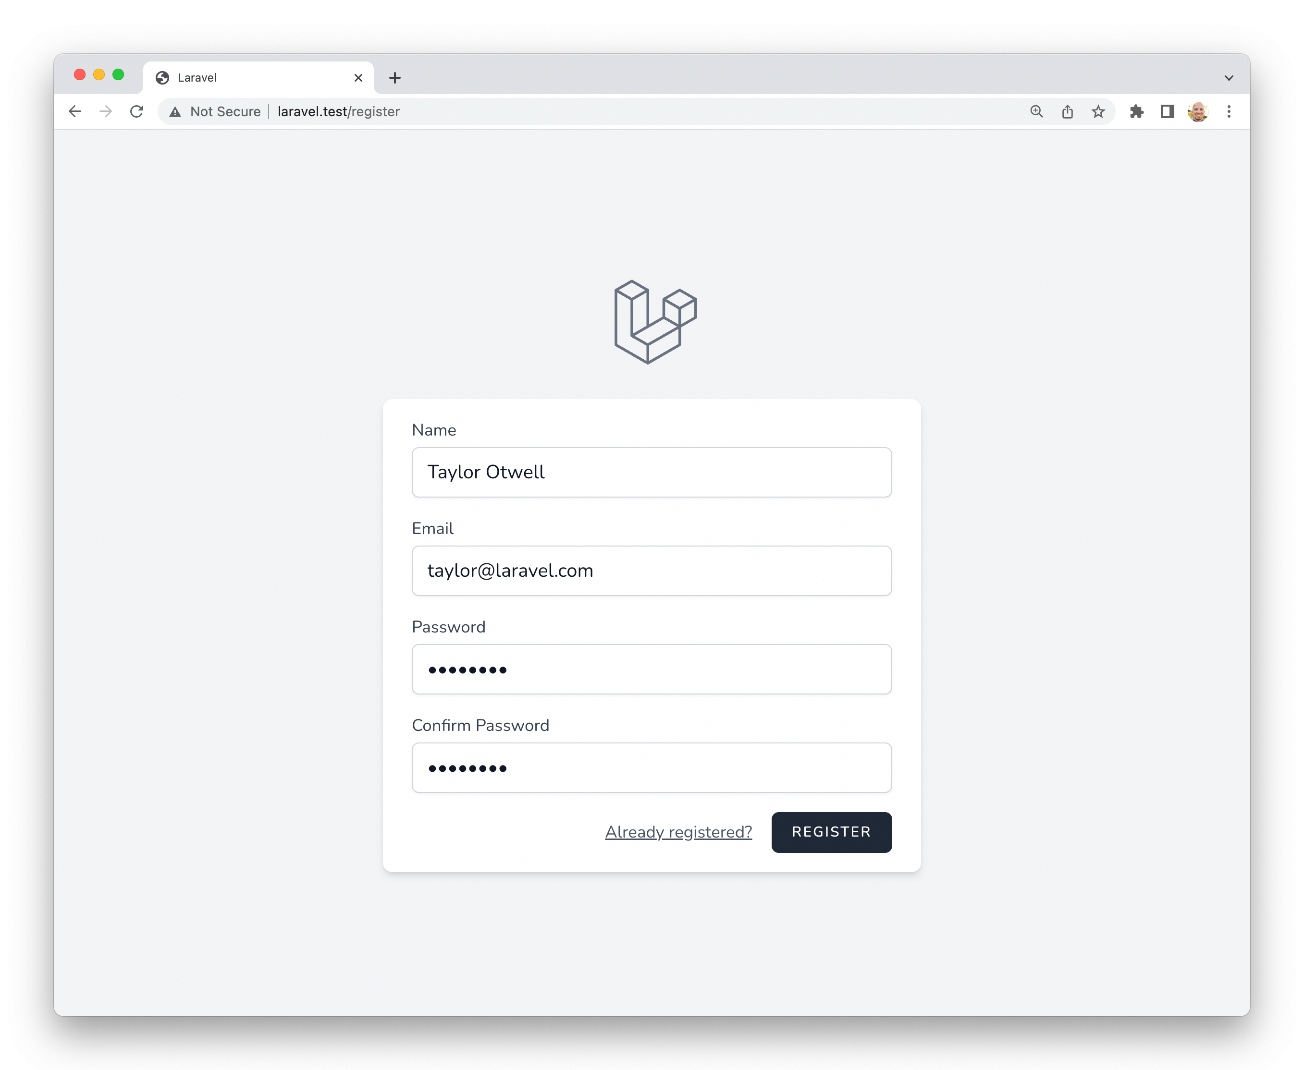 Laravel
Not Secure | laravel.test/register
Name
Taylor Otwell
Email
taylor@laravel.com
Password
••••••••
Confirm Password
••••••••
Already registered? REGISTER